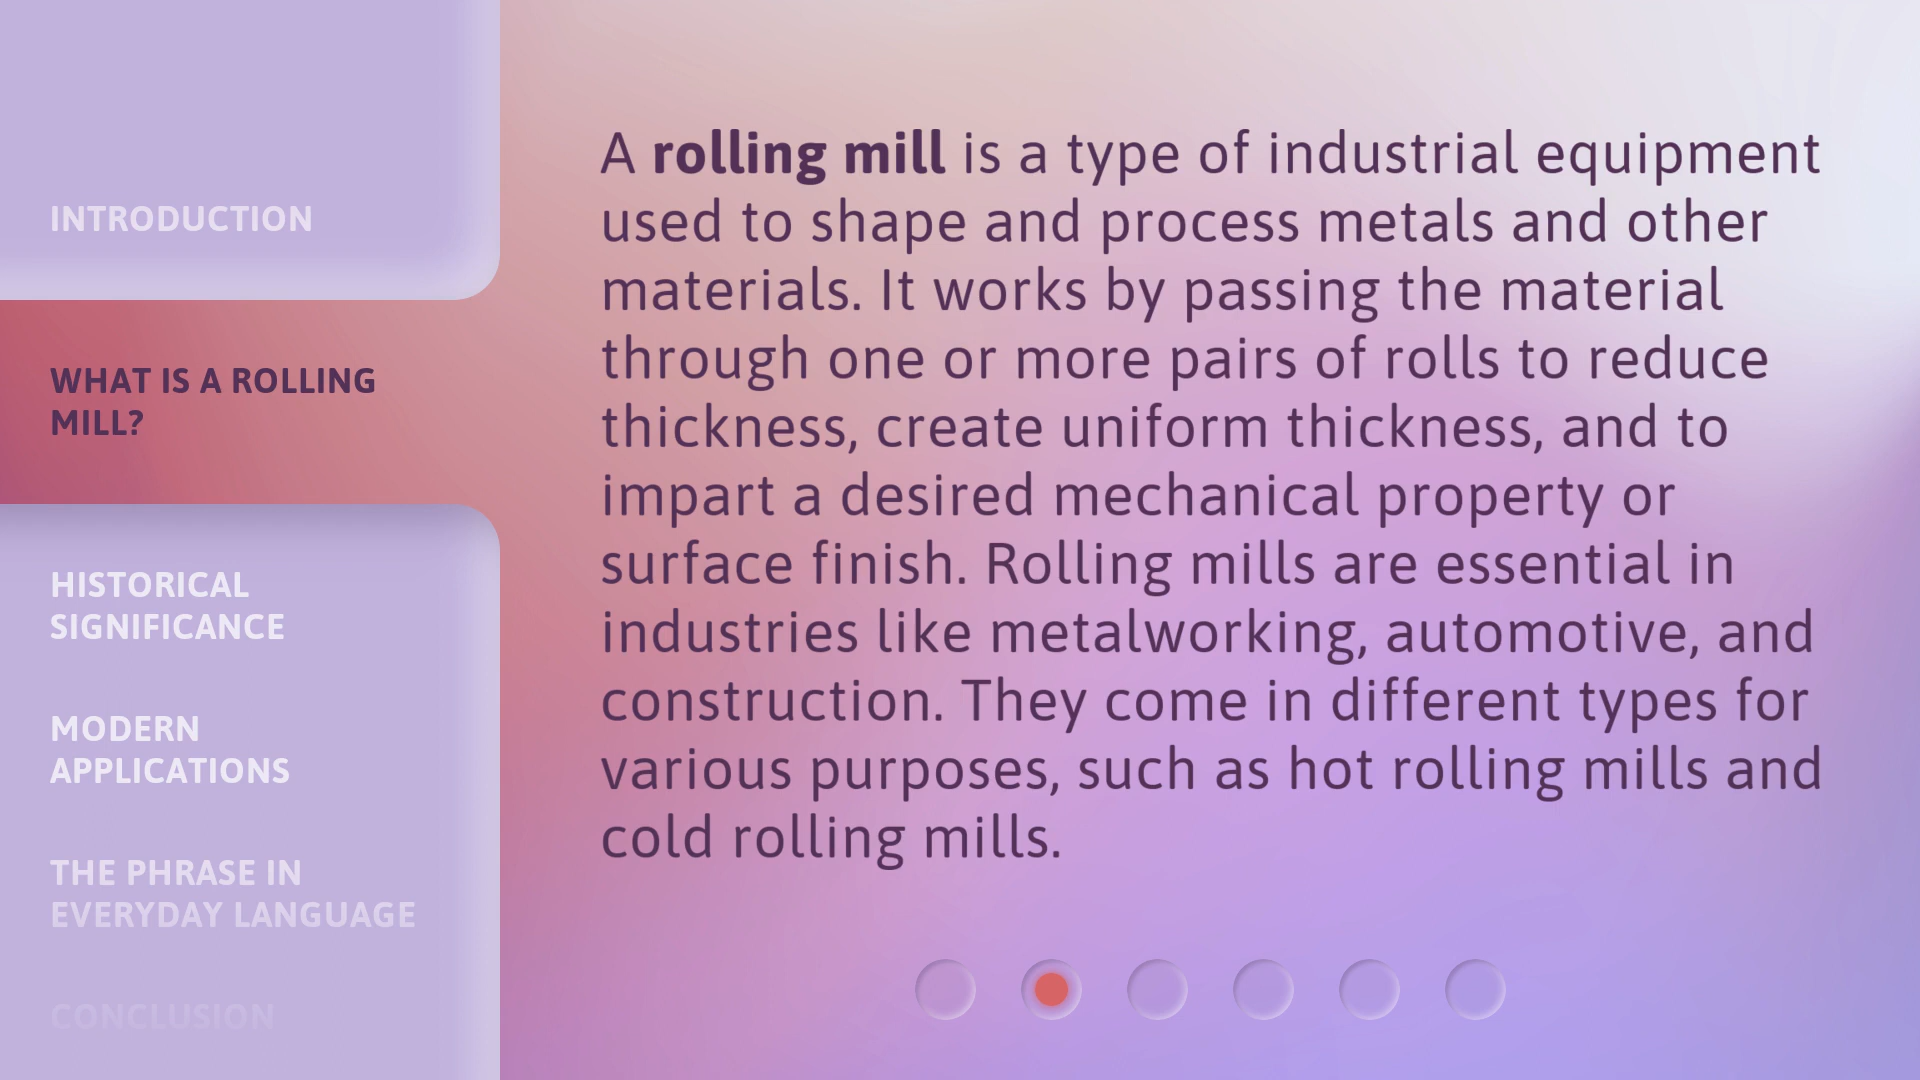 INTRODUCTION
WHAT IS A ROLLING
MILL?
HISTORICAL
SIGNIFICANCE
MODERN
APPLICATIONS
THE PHRASE IN
EVERYDAY LANGUAGE
CONCLUSION
A rolling mill is a type of industrial equipment
used to shape and process metals and other
materials. It works by passing the material
through one or more pairs of rolls to reduce
thickness, create uniform thickness, and to
impart a desired mechanical property or
surface finish. Rolling mills are essential in
industries like metalworking, automotive, and
construction. They come in different types for
various purposes, such as hot rolling mills and
cold rolling mills.